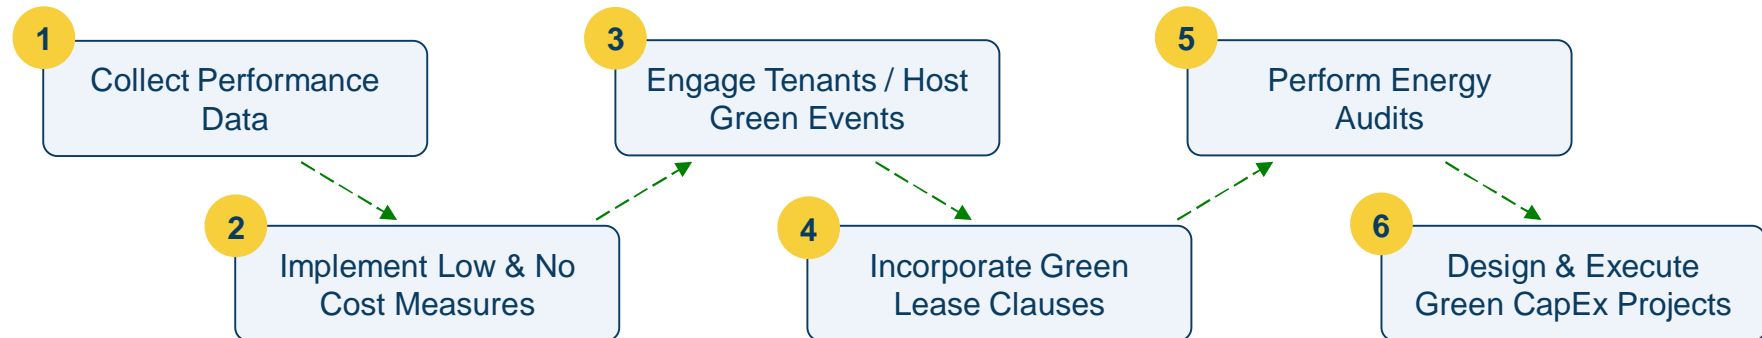 1
Collect Performance
Data
2
Implement Low & No
Cost Measures
3
Engage Tenants / Host
Green Events
4
Incorporate Green
Lease Clauses
5
Perform Energy
Audits
6
Design & Execute
Green CapEx Projects